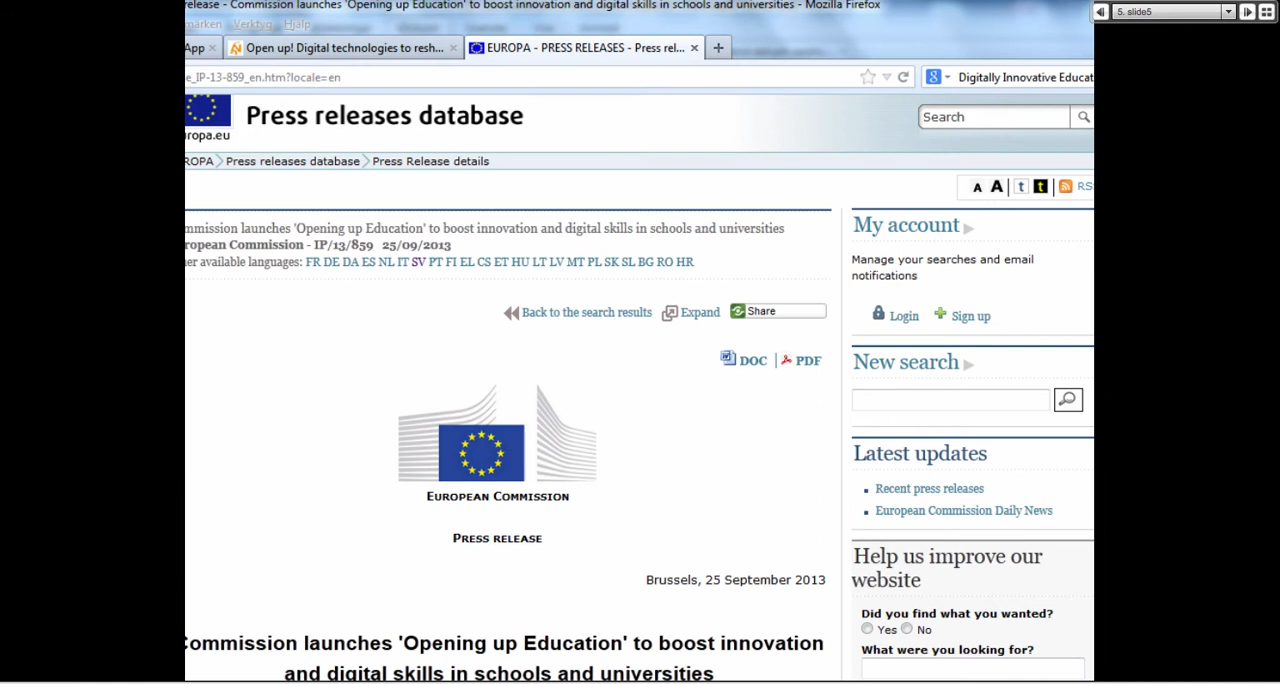 release - Commission launches 'Opening up Education' to boost innovation and digital skills in schools and universities - Mozilla Firefox
5. slide5
märken Verktyg Hjälp
App Open up! Digital technologies to resh... EUROPA - PRESS RELEASES - Press rel...
e_IP-13-859_en.htm?locale=en
Digitally Innovative Educat
Press releases database
Search
ropa.eu
ROPA Press releases database Press Release details
A A t t RS
mmission launches 'Opening up Education' to boost innovation and digital skills in schools and universities
ropean Commission - IP/13/859 25/09/2013
er available languages: FR DE DA ES NL IT SV PT FI EL CS ET HU LT LV MT PL SK SL BG RO HR
Back to the search results Expand Share
DOC | PDF
EUROPEAN COMMISSION
PRESS RELEASE
Brussels, 25 September 2013
Commission launches 'Opening up Education' to boost innovation
and digital skills in schools and universities
My account
Manage your searches and email
notifications
Login Sign up
New search
Latest updates
Recent press releases
European Commission Daily News
Help us improve our
website
Did you find what you wanted?
Yes No
What were you looking for?